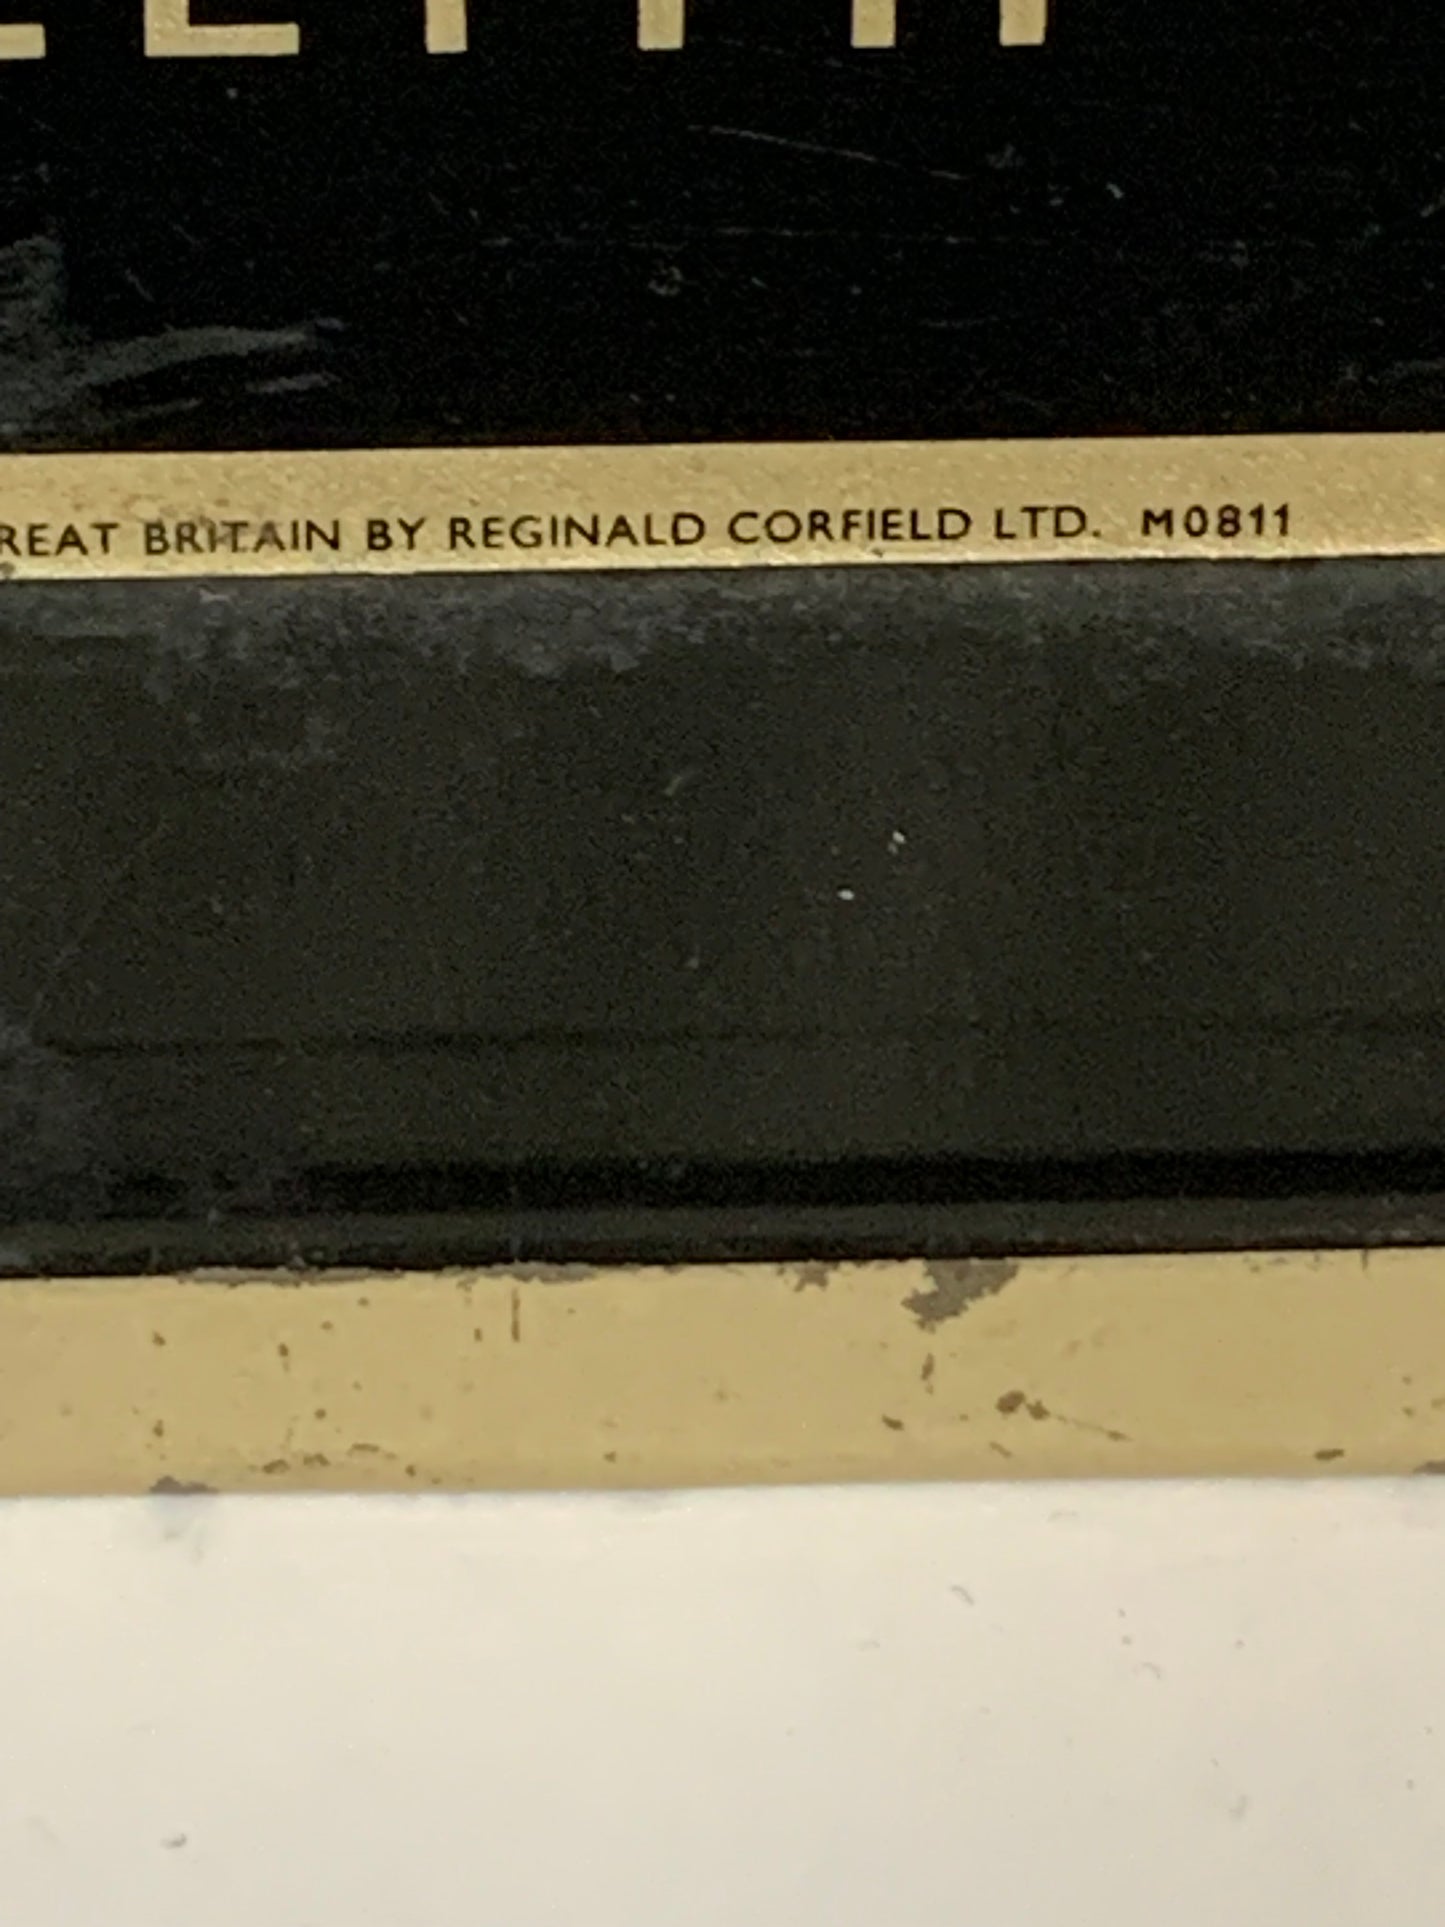 REAT BRITAIN BY REGINALD CORFIELD LTD. M0811